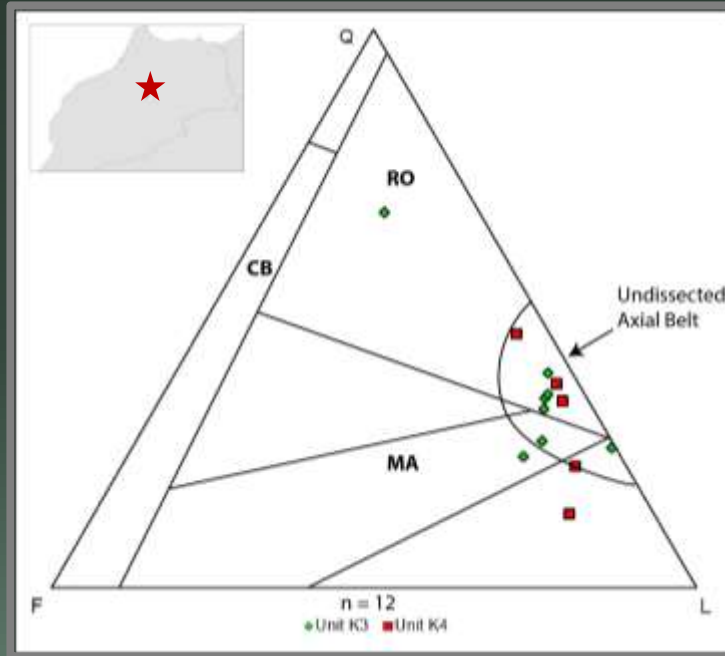 Q
RO
CB
Undissected
Axial Belt
MA
F
L
n = 12
Unit K3 Unit K4